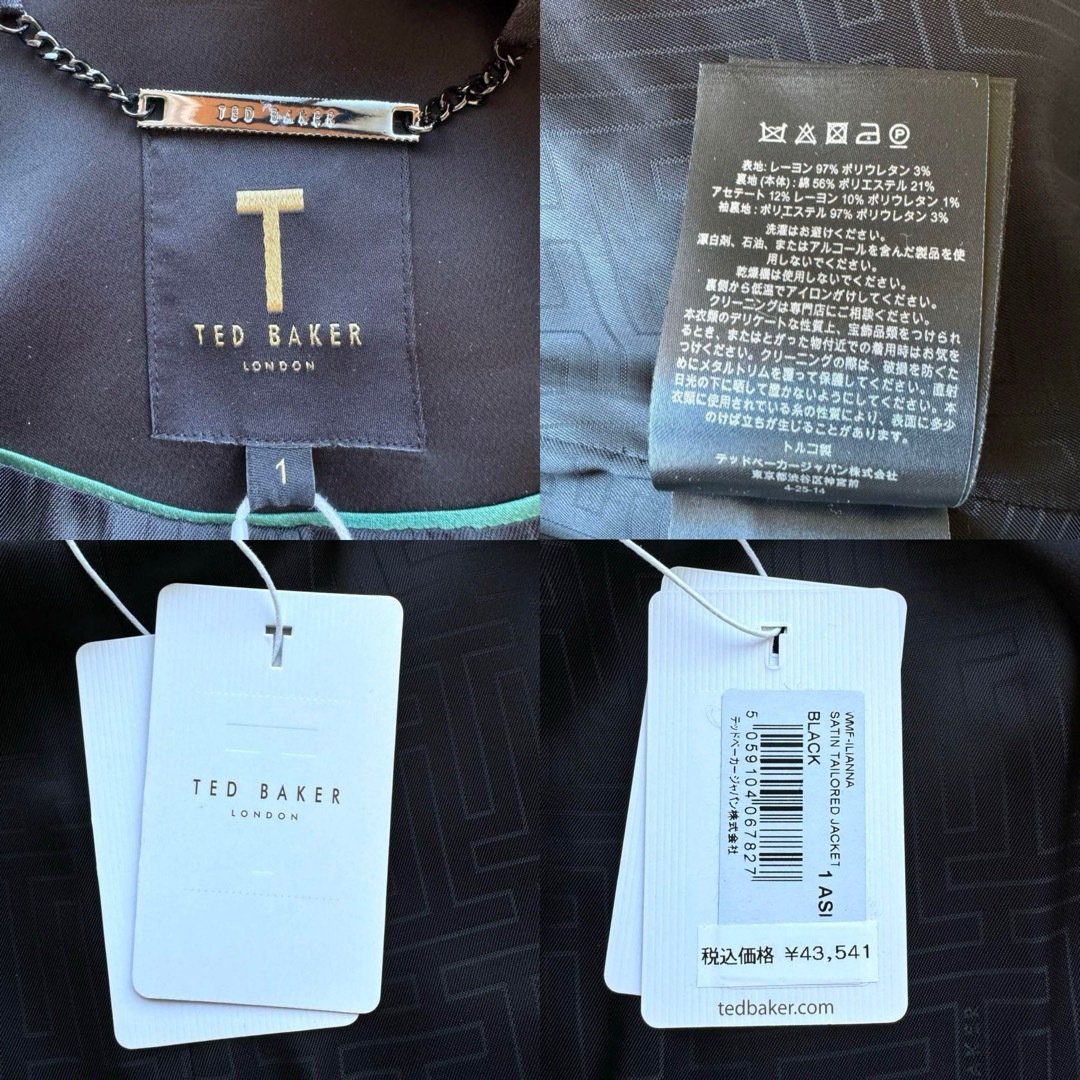 TED BAKER
T
TED BAKER
LONDON
1
表地: レーヨン 97% ポリウレタン 3%
裏地 (本体) : 綿 56% ポリエステル 21%
アセテート 12% レーヨン 10% ポリウレタン 1%
袖裏地 : ポリエステル 97% ポリウレタン 3%
洗濯はお避けください。
漂白剤、石油、またはアルコールを含んだ製品を使
用しないでください。
乾燥機は使用しないでください。
裏側から低温でアイロンがけしてください。
クリーニングは専門店にご相談ください。
本衣類のデリケートな性質上、宝飾品類をつけられ
るとき、またはとがった物付近での着用時はお気を
つけください。クリーニングの際は、破損を防ぐた
めにメタルトリムを覆って保護してください。直射
日光の下に晒して置かないようにしてください。本
衣類に使用されている糸の性質により、表面に多少
のけば立ちが生じることがあります。
トルコ製
テッドベーカージャパン株式会社
東京都渋谷区神宮前
4-25-14
TED BAKER
LONDON
T
WMF-ILIANNA
SATIN TAILORED JACKET
BLACK
1 ASI
5 059104 067827
テッドベーカージャパン株式会社
税込価格 ¥43,541
tedbaker.com
AKER